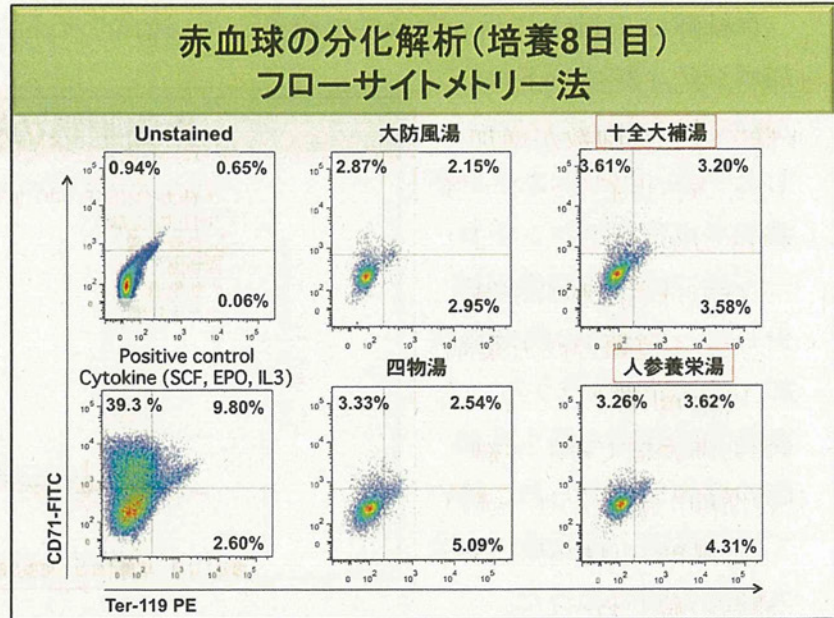 赤血球の分化解析(培養8日目)
フローサイトメトリー法
Unstained
大防風湯
十全大補湯
0.94%
0.65%
2.87%
2.15%
3.61%
3.20%
0.06%
2.95%
3.58%
Positive control
Cytokine (SCF, EPO, IL3)
四物湯
人参養栄湯
39.3 %
9.80%
3.33%
2.54%
3.26%
3.62%
2.60%
5.09%
4.31%
CD71-FITC
Ter-119 PE